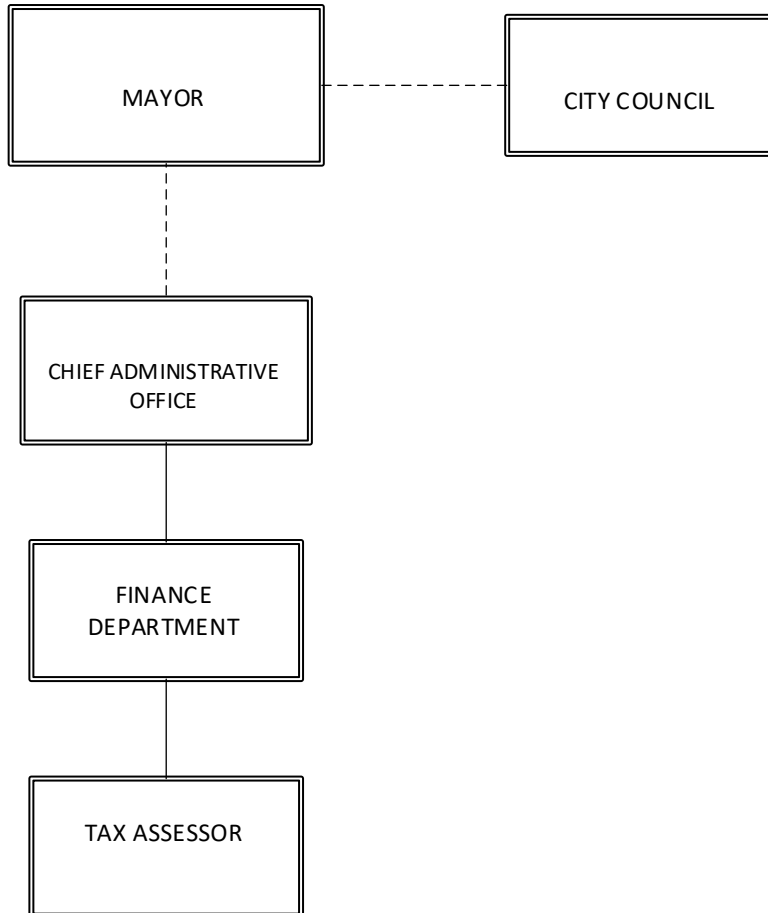 MAYOR
CITY COUNCIL
CHIEF ADMINISTRATIVE
OFFICE
FINANCE
DEPARTMENT
TAX ASSESSOR